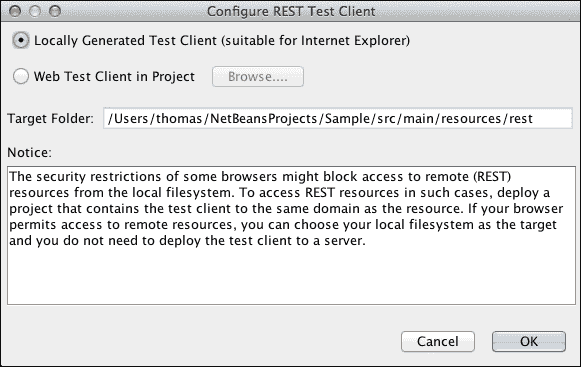 Configure REST Test Client
Locally Generated Test Client (suitable for Internet Explorer)
Web Test Client in Project Browse....
Target Folder: /Users/thomas/NetBeansProjects/Sample/src/main/resources/rest
Notice:
The security restrictions of some browsers might block access to remote (REST)
resources from the local filesystem. To access REST resources in such cases, deploy a
project that contains the test client to the same domain as the resource. If your browser
permits access to remote resources, you can choose your local filesystem as the target
and you do not need to deploy the test client to a server.
Cancel OK